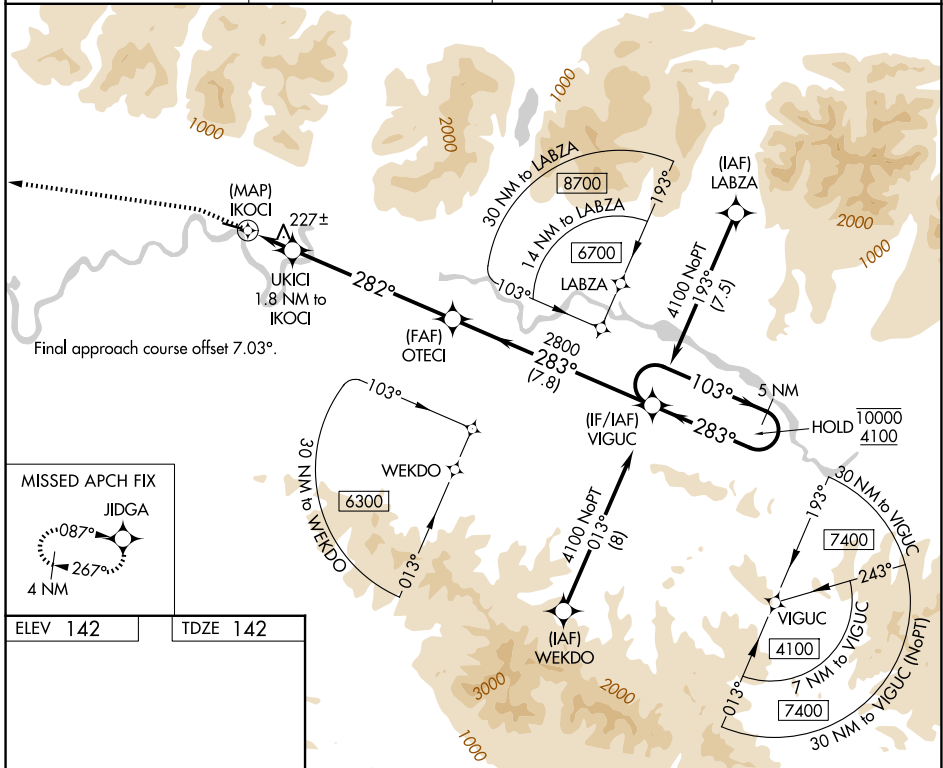 1000
2000
1000
2000
1000
(MAP)
IKOCI
227±
UKICI
1.8 NM to
IKOCI
282°
(FAF)
OTECI
Final approach course offset 7.03°.
30 NM to LABZA
8700
193°
14 NM to LABZA
6700
LABZA
103°
(IAF)
LABZA
4100 NoPT
193°
(7.5)
2800
283°
(7.8)
103°
5 NM
283°
HOLD
10000
4100
(IF/IAF)
VIGUC
103°
WEKDO
6300
30 NM to WEKDO
013°
4100 NoPT
013°
(8)
(IAF)
WEKDO
30 NM to VIGUC
193°
7400
243°
VIGUC
4100
7 NM to VIGUC
013°
7400
30 NM to VIGUC (NoPT)
3000
2000
1000
MISSED APCH FIX
JIDGA
087°
267°
4 NM
ELEV 142
TDZE 142